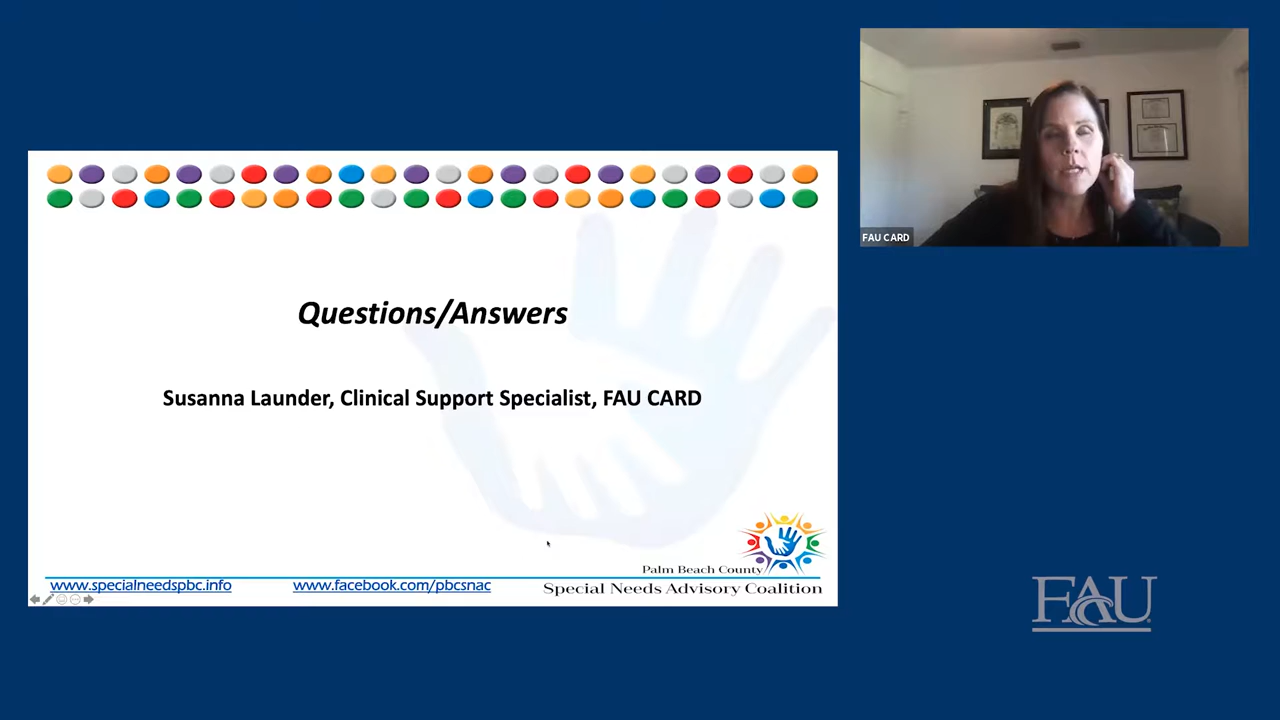 FAU CARD
Questions/Answers
Susanna Launder, Clinical Support Specialist, FAU CARD
Palm Beach County
www.specialneedspbc.info
www.facebook.com/pbcsnac
Special Needs Advisory Coalition
FAU